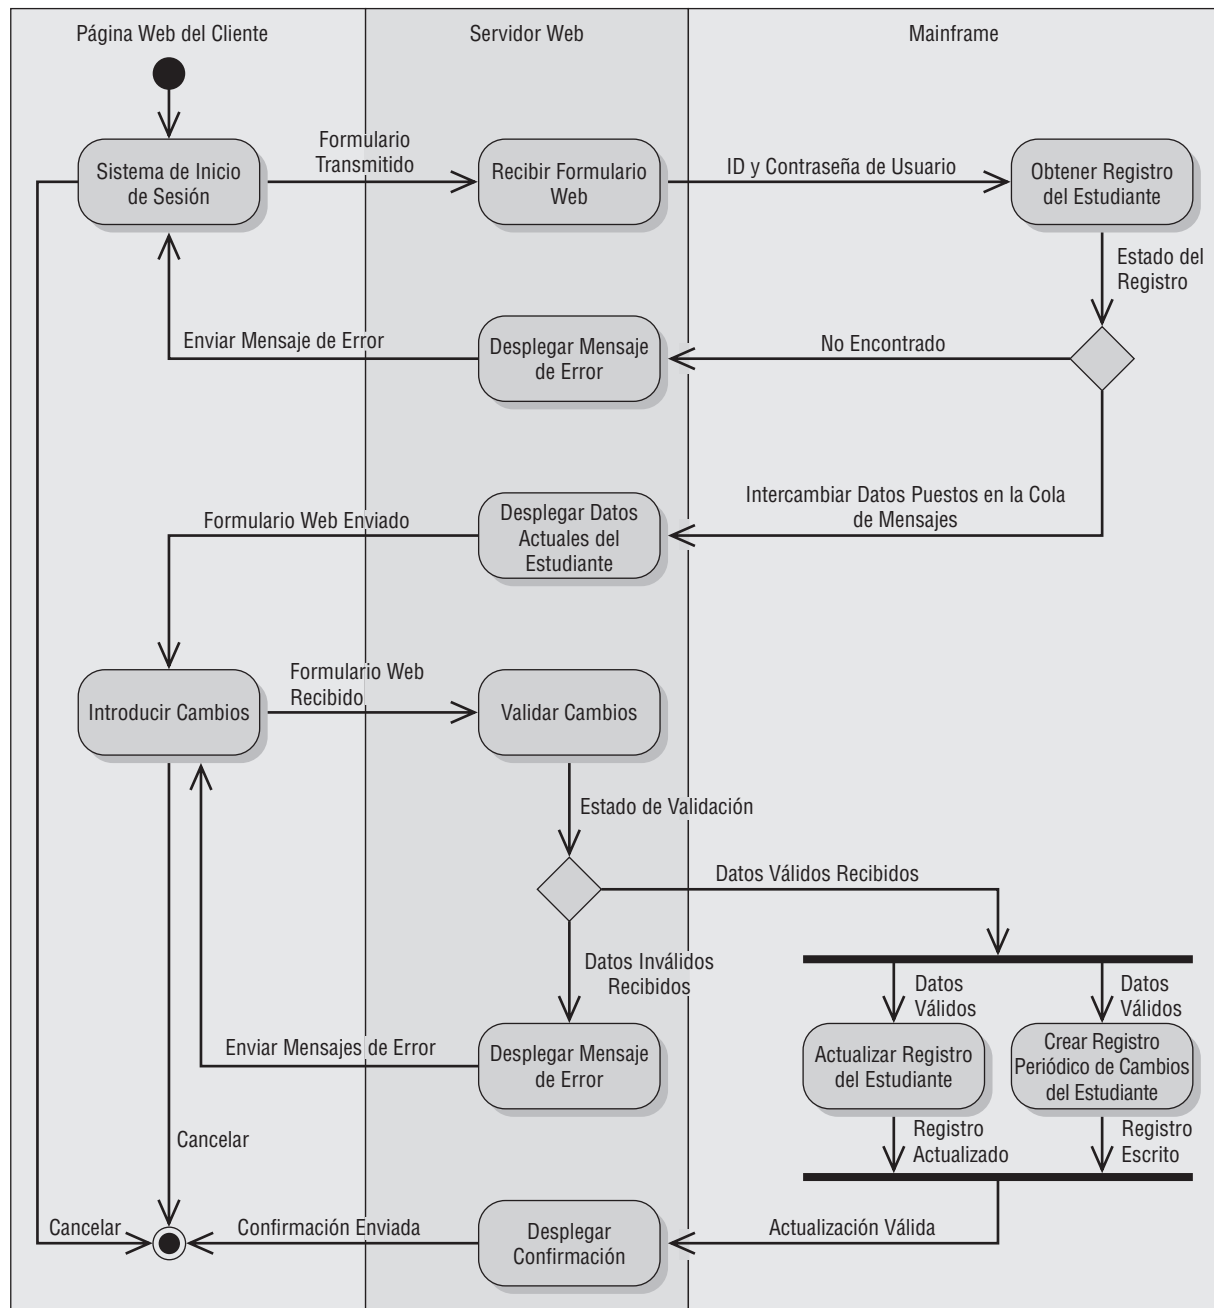 Página Web del Cliente
Servidor Web
Mainframe
Sistema de Inicio
de Sesión
Formulario
Transmitido
Recibir Formulario
Web
ID y Contraseña de Usuario
Obtener Registro
del Estudiante
Estado del
Registro
Enviar Mensaje de Error
Desplegar Mensaje
de Error
No Encontrado
Formulario Web Enviado
Desplegar Datos
Actuales del
Estudiante
Intercambiar Datos Puestos en la Cola
de Mensajes
Introducir Cambios
Formulario Web
Recibido
Validar Cambios
Estado de Validación
Datos Válidos Recibidos
Datos Inválidos
Recibidos
Datos
Válidos
Datos
Válidos
Enviar Mensajes de Error
Desplegar Mensaje
de Error
Actualizar Registro
del Estudiante
Crear Registro
Periódico de Cambios
del Estudiante
Cancelar
Registro
Actualizado
Registro
Escrito
Cancelar
Confirmación Enviada
Desplegar
Confirmación
Actualización Válida